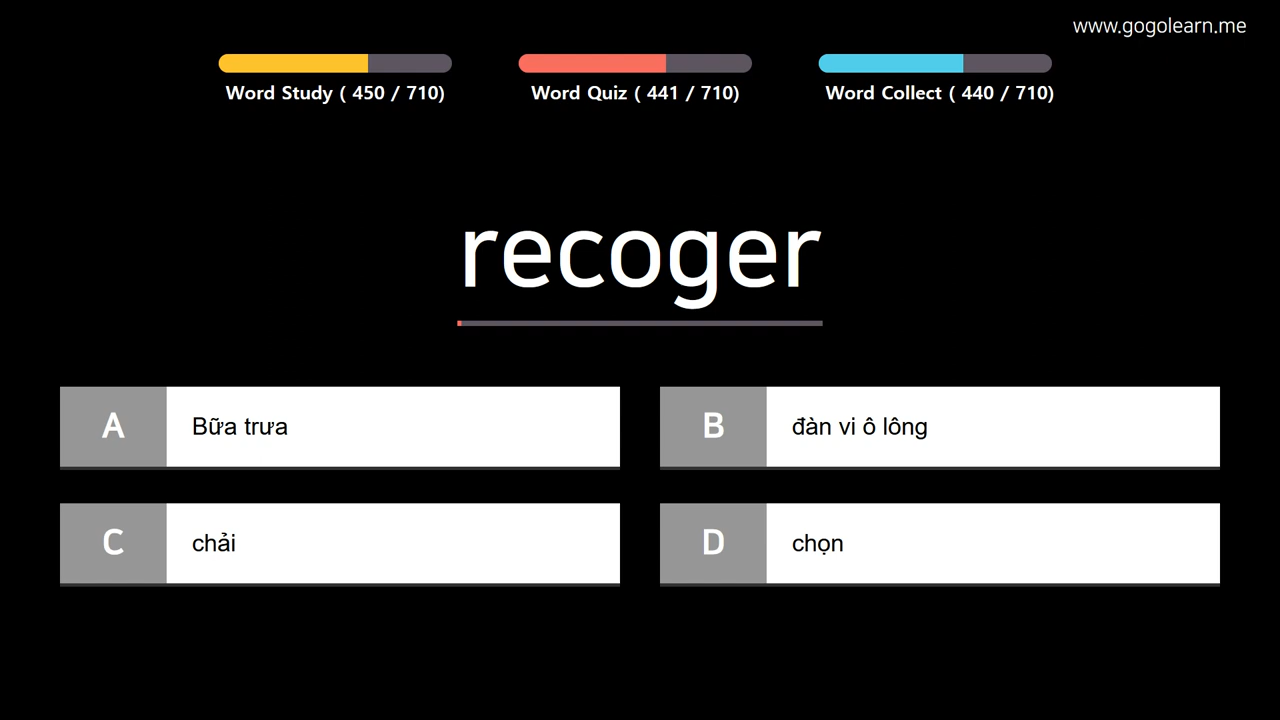 www.gogolearn.me
Word Study ( 450 / 710)
Word Quiz ( 441 / 710)
Word Collect ( 440 / 710)
recoger
A
Bữa trưa
B
đàn vi ô lông
C
chải
D
chọn